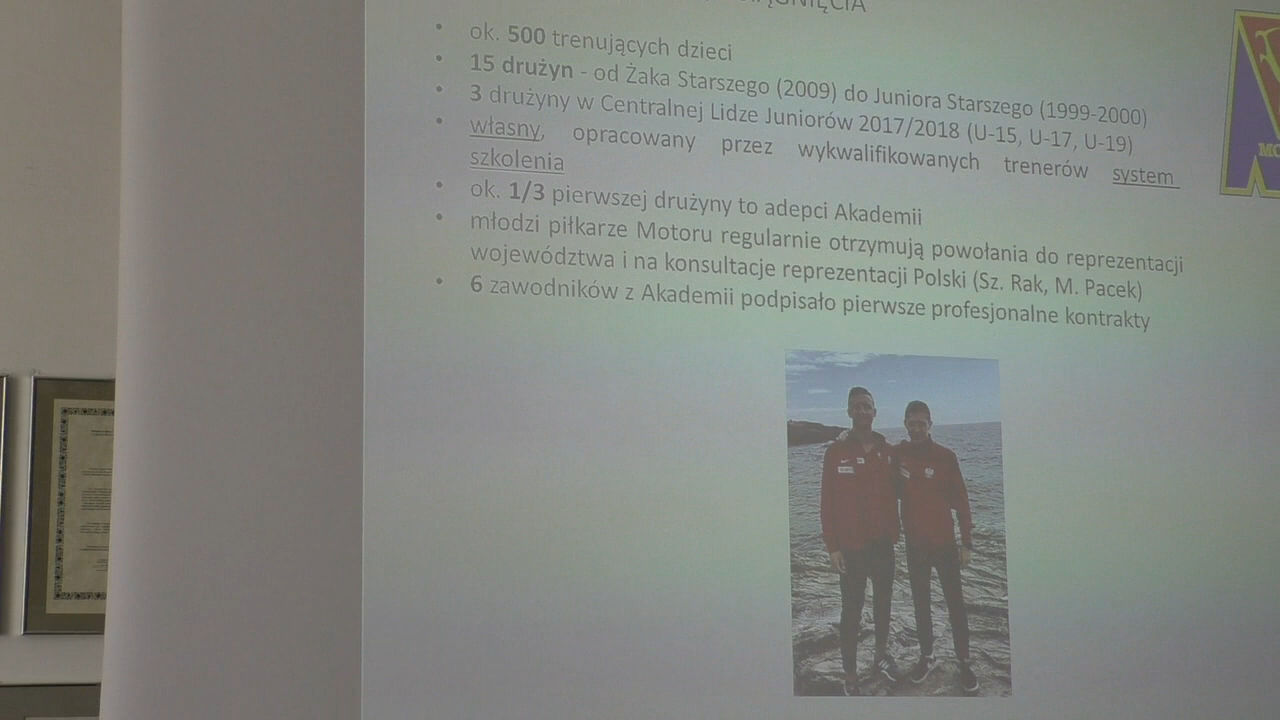 • ok. 500 trenujących dzieci
• 15 drużyn - od Żaka Starszego (2009) do Juniora Starszego (1999-2000)
• 3 drużyny w Centralnej Lidze Juniorów 2017/2018 (U-15, U-17, U-19)
• własny, opracowany przez wykwalifikowanych trenerów system
szkolenia
• ok. 1/3 pierwszej drużyny to adepci Akademii
• młodzi piłkarze Motoru regularnie otrzymują powołania do reprezentacji
województwa i na konsultacje reprezentacji Polski (Sz. Rak, M. Pacek)
• 6 zawodników z Akademii podpisało pierwsze profesjonalne kontrakty